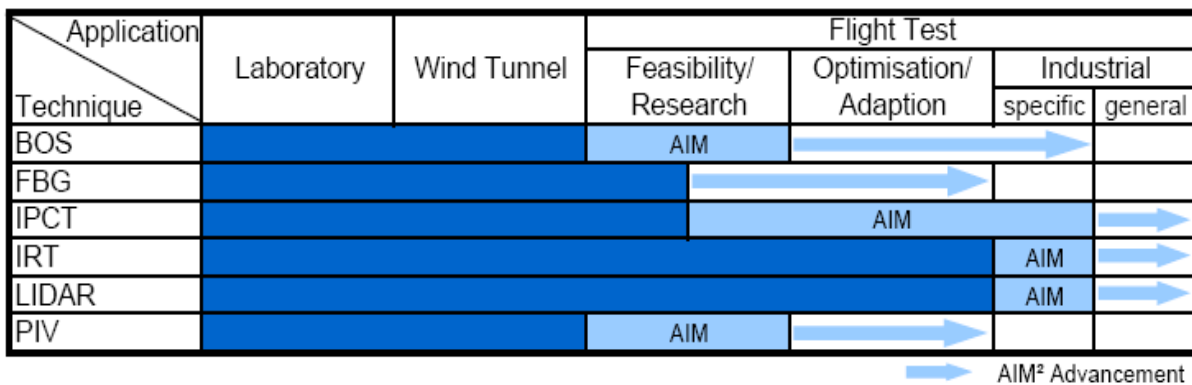 Application
Flight Test
Laboratory
Wind Tunnel
Feasibility/
Research
Optimisation/
Adaption
Industrial
Technique
specific
general
BOS
AIM
FBG
IPCT
AIM
IRT
AIM
LIDAR
AIM
PIV
AIM
AIM² Advancement